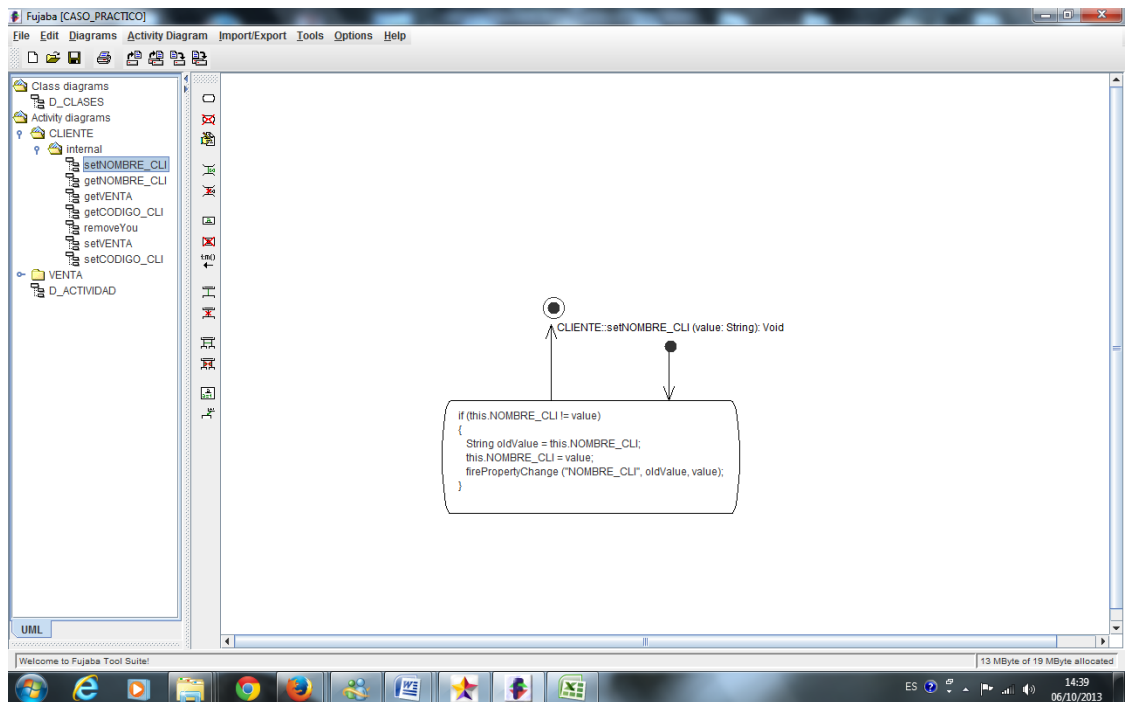 Fujaba [CASO_PRACTICO]
File Edit Diagrams Activity Diagram Import/Export Tools Options Help
Class diagrams
D_CLASES
Activity diagrams
CLIENTE
internal
setNOMBRE_CLI
getNOMBRE_CLI
getVENTA
getCODIGO_CLI
removeYou
setVENTA
setCODIGO_CLI
VENTA
D_ACTIVIDAD
CLIENTE::setNOMBRE_CLI (value: String): Void
if (this.NOMBRE_CLI != value)
{
String oldValue = this.NOMBRE_CLI;
this.NOMBRE_CLI = value;
firePropertyChange ("NOMBRE_CLI", oldValue, value);
}
UML
Welcome to Fujaba Tool Suite!
13 MByte of 19 MByte allocated
ES
14:39
06/10/2013